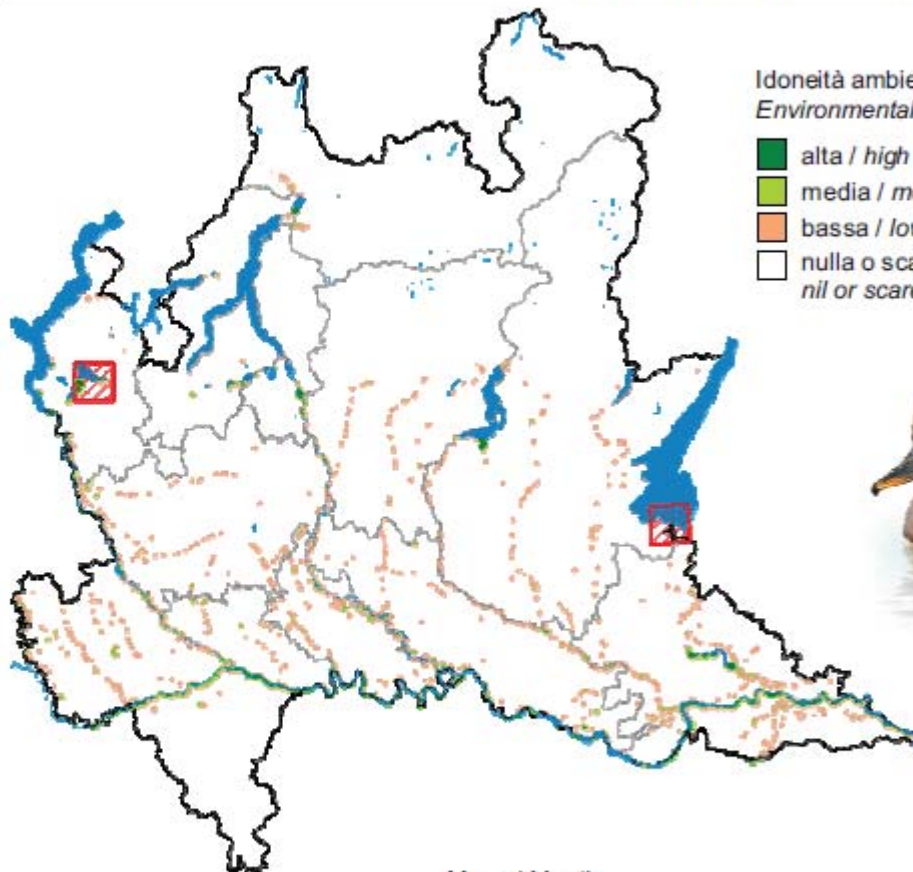 Idoneità ambie
Environmental
alta / high
media / m
bassa / lo
nulla o sca
nil or scar